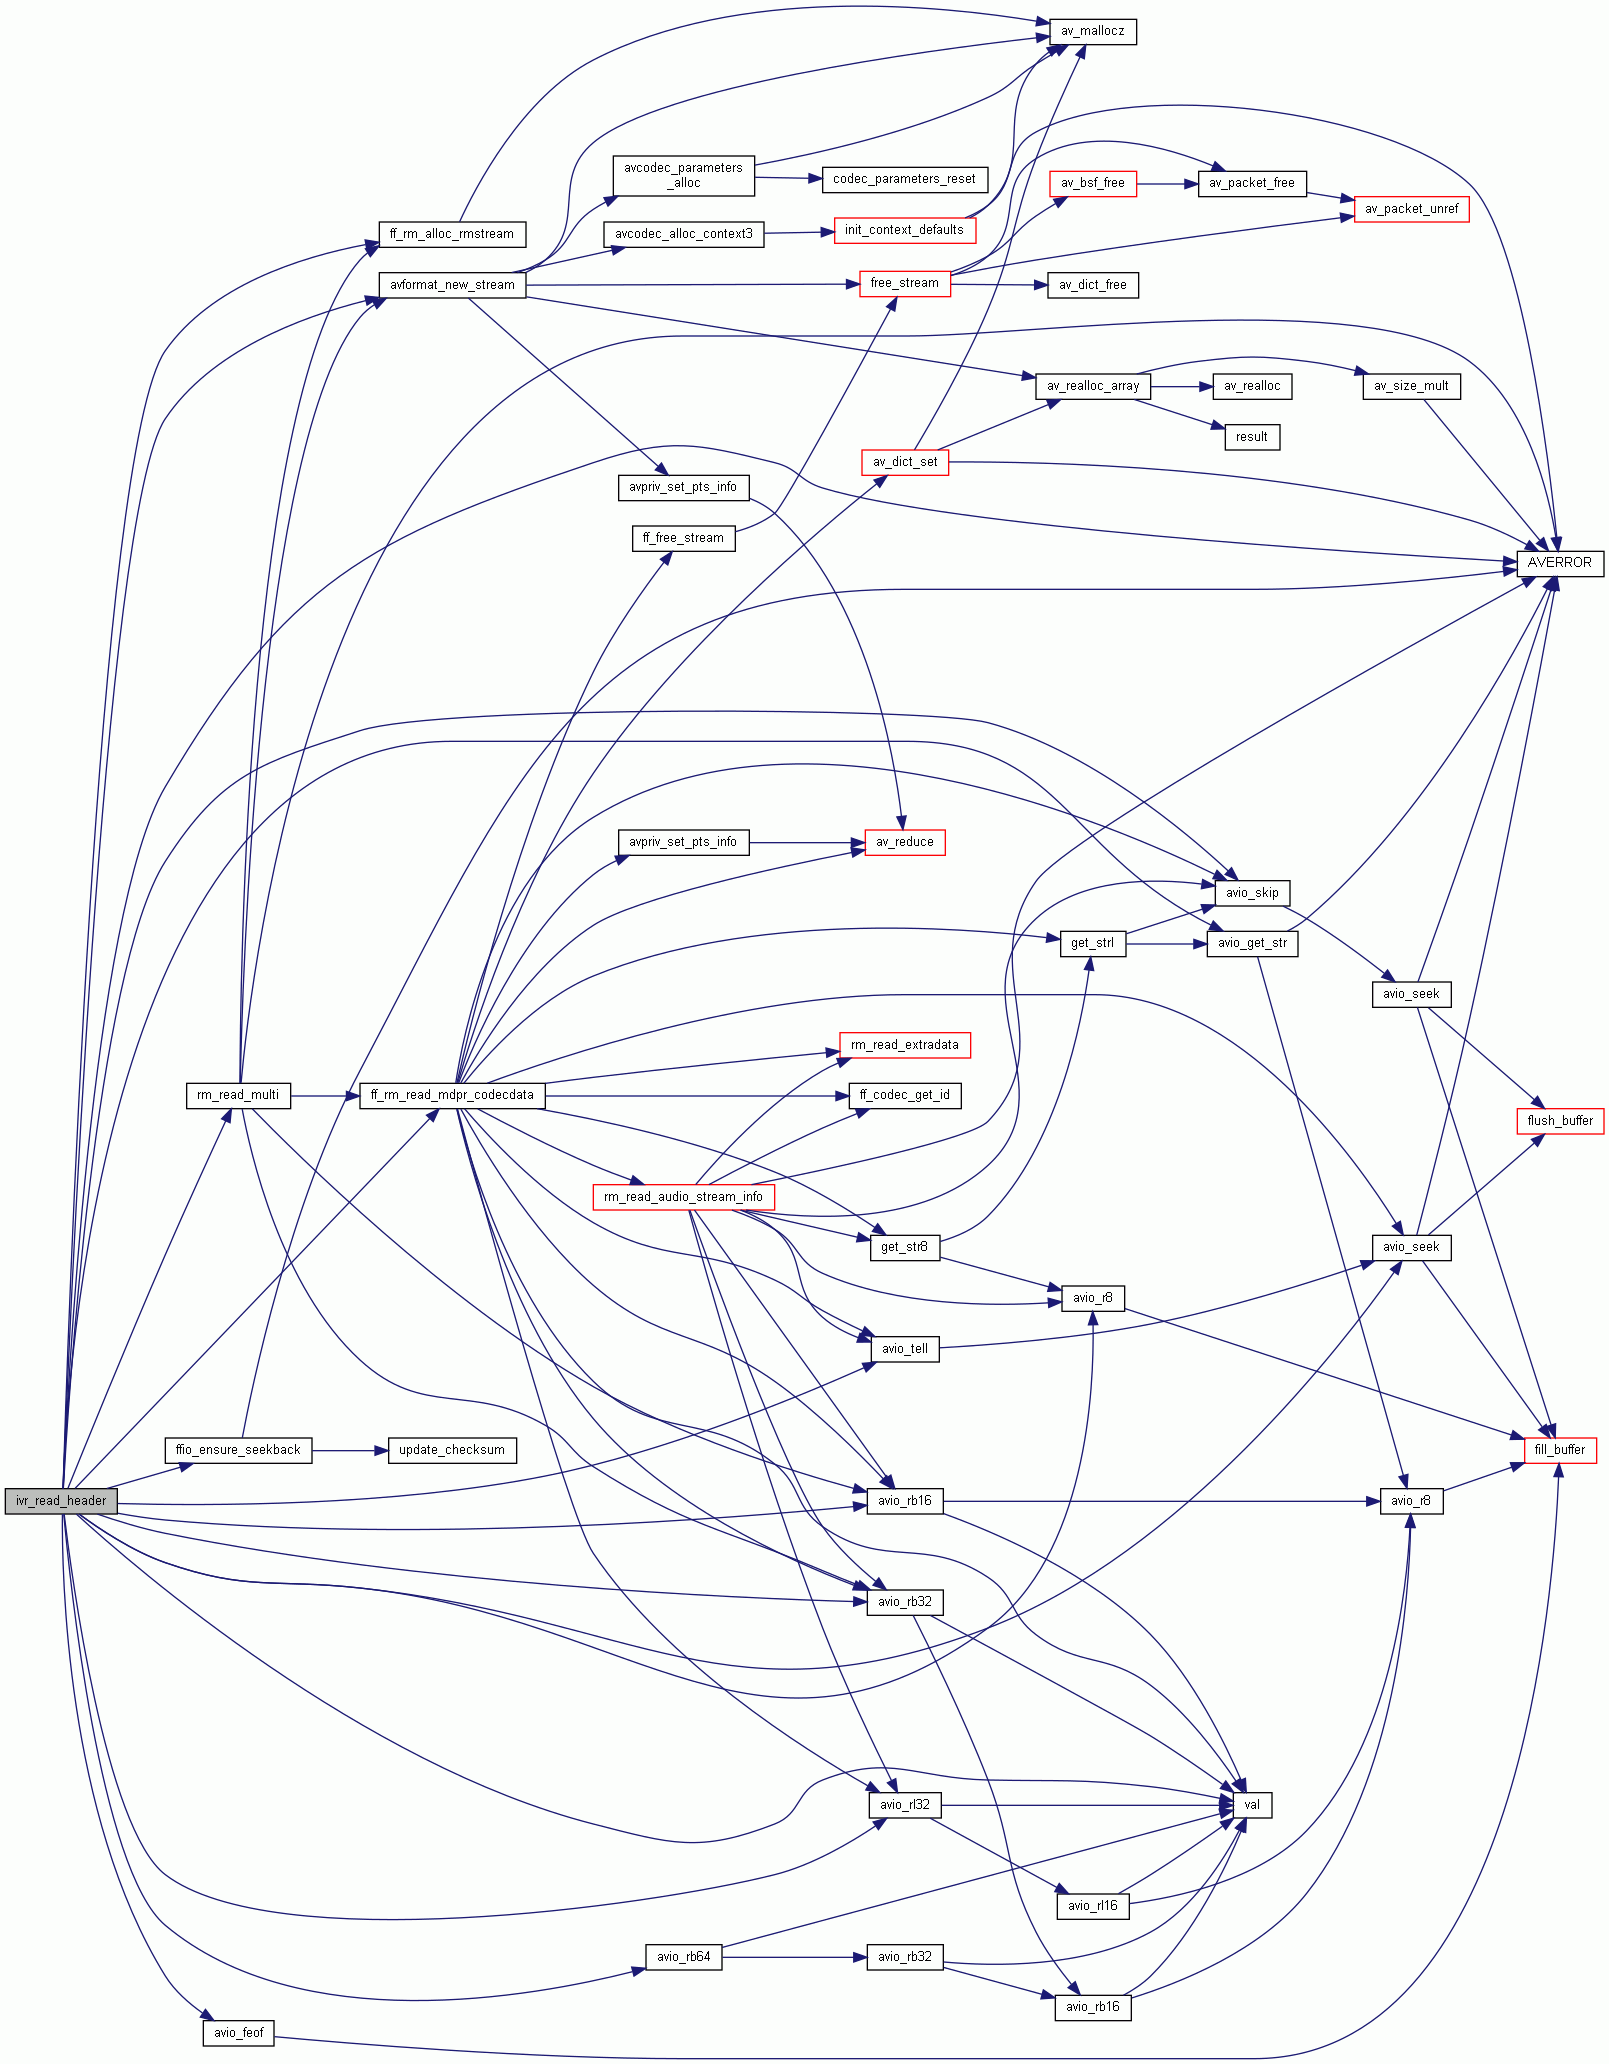 av_mallocz
avcodec_parameters
_alloc
codec_parameters_reset
av_bsf_free
av_packet_free
av_packet_unref
ff_rm_alloc_rmstream
avcodec_alloc_context3
init_context_defaults
avformat_new_stream
free_stream
av_dict_free
av_realloc_array
av_realloc
av_size_mult
result
av_dict_set
avpriv_set_pts_info
ff_free_stream
AVERROR
avpriv_set_pts_info
av_reduce
avio_skip
get_strl
avio_get_str
avio_seek
rm_read_extradata
rm_read_multi
ff_rm_read_mdpr_codecdata
ff_codec_get_id
flush_buffer
rm_read_audio_stream_info
get_str8
avio_seek
avio_r8
avio_tell
ffio_ensure_seekback
update_checksum
fill_buffer
ivr_read_header
avio_rb16
avio_r8
avio_rb32
avio_rl32
val
avio_rl16
avio_rb64
avio_rb32
avio_rb16
avio_feof